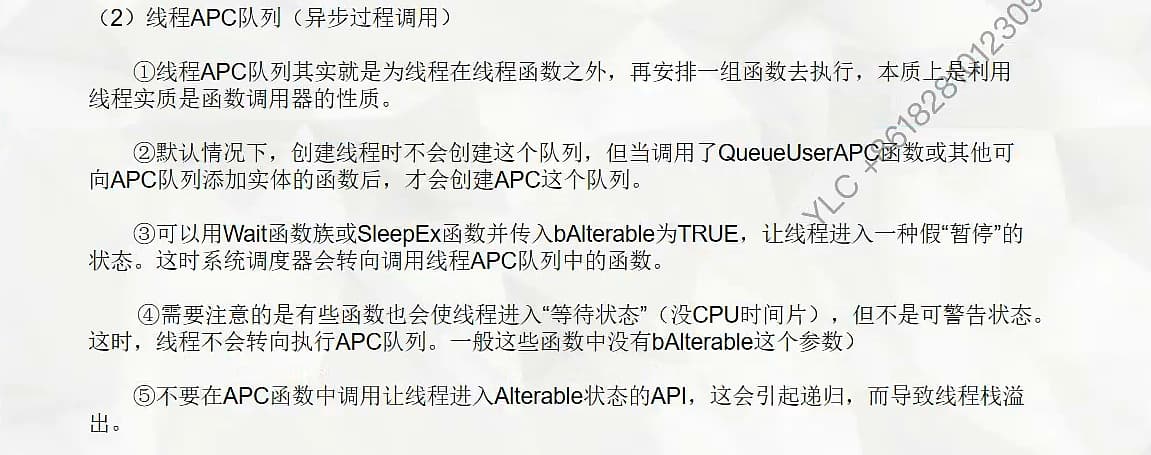 （2）线程APC队列（异步过程调用）
①线程APC队列其实就是为线程在线程函数之外，再安排一组函数去执行，本质上是利用
线程实质是函数调用器的性质。
②默认情况下，创建线程时不会创建这个队列，但当调用了QueueUserAPC函数或其他可
向APC队列添加实体的函数后，才会创建APC这个队列。
③可以用Wait函数族或SleepEx函数并传入bAlterable为TRUE，让线程进入一种假“暂停”的
状态。这时系统调度器会转向调用线程APC队列中的函数。
④需要注意的是有些函数也会使线程进入“等待状态”（没CPU时间片），但不是可警告状态。
这时，线程不会转向执行APC队列。一般这些函数中没有bAlterable这个参数）
⑤不要在APC函数中调用让线程进入Alterable状态的API，这会引起递归，而导致线程栈溢
出。
YLC +8618281012309